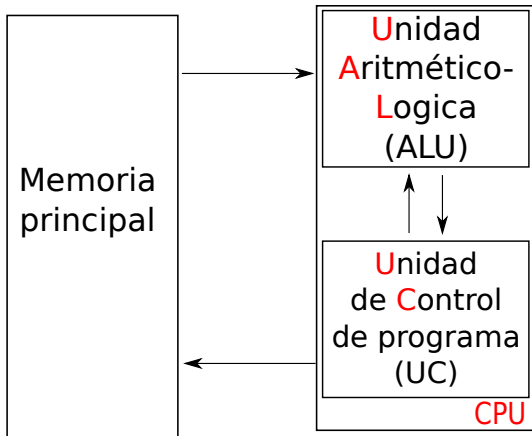 Memoria
principal
Unidad
Aritmético-
Logica
(ALU)
Unidad
de Control
de programa
(UC)
CPU